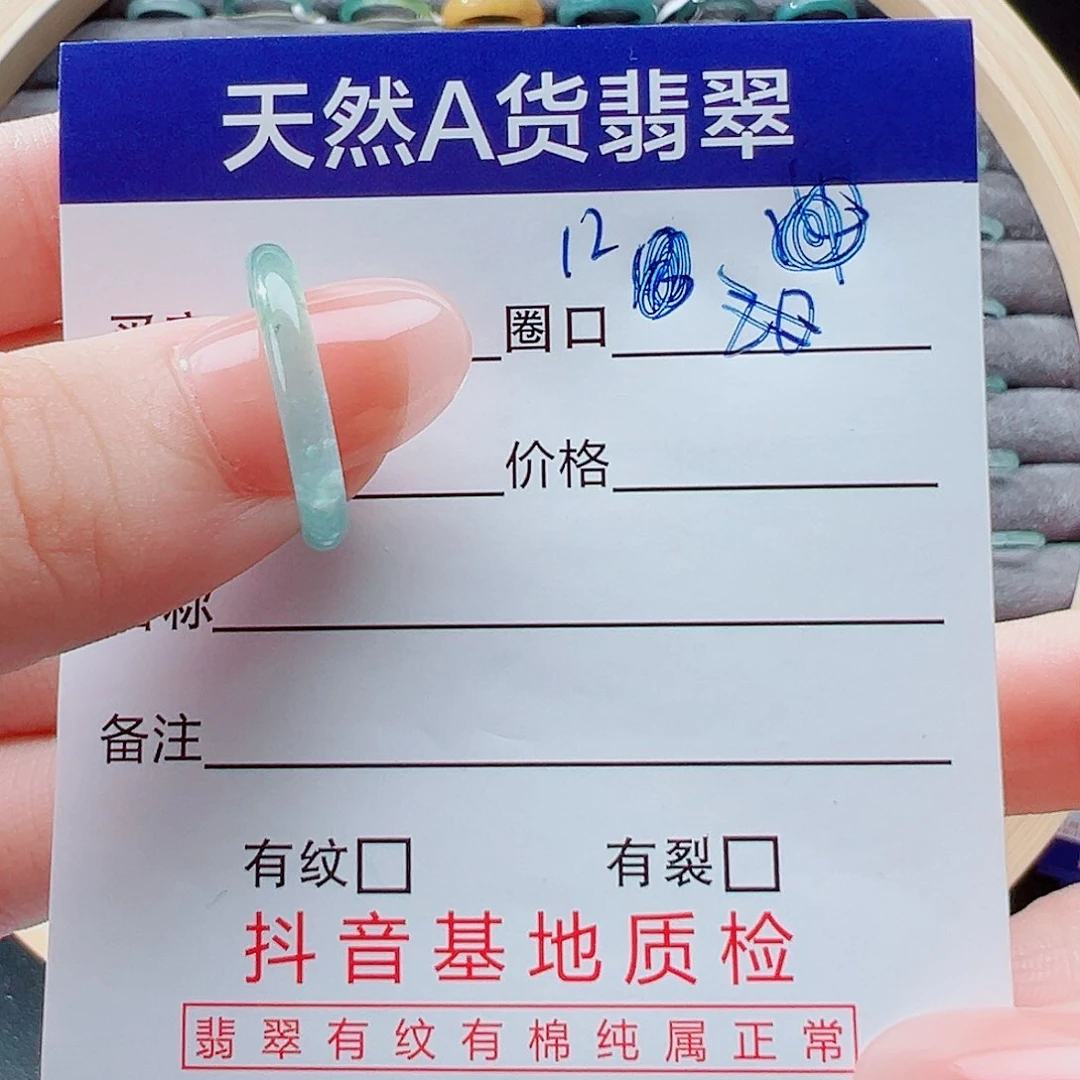 天然A货翡翠
12
圈口
价格
称
备注
有纹 有裂
抖音基地质检
翡翠有纹有棉纯属正常